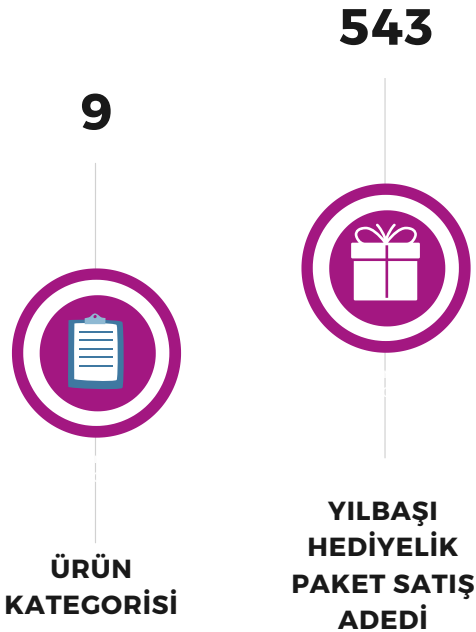 9
ÜRÜN
KATEGORİSİ
543
YILBAŞI
HEDİYELİK
PAKET SATIŞ
ADEDİ